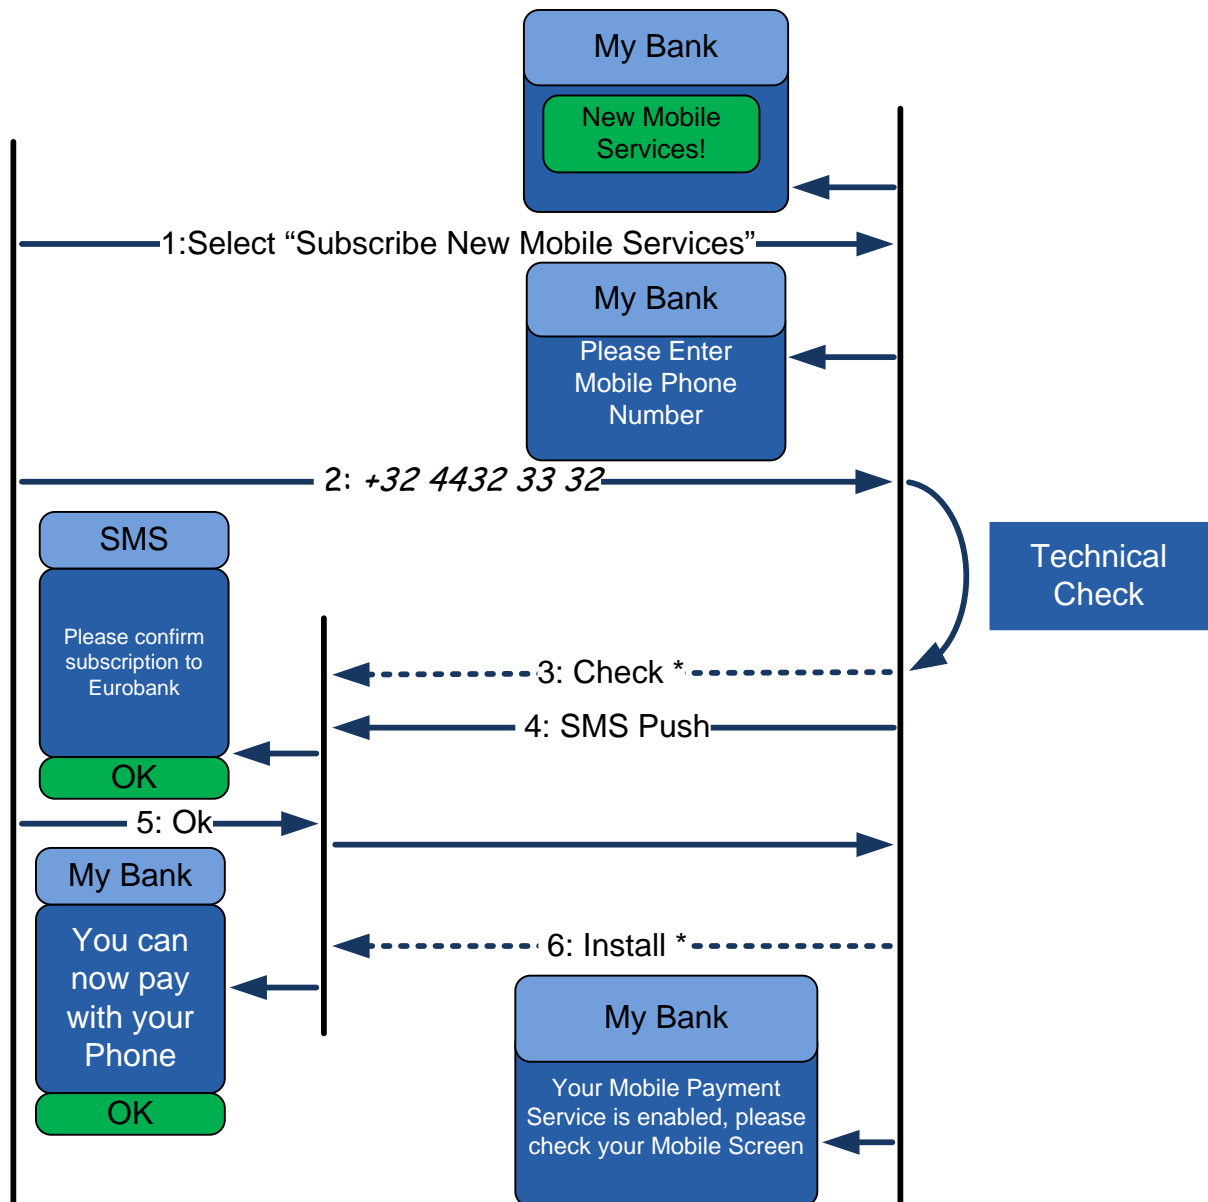 My Bank
New Mobile
Services!
1:Select “Subscribe New Mobile Services”
My Bank
Please Enter
Mobile Phone
Number
2: +32 4432 33 32
SMS
Technical
Check
Please confirm
subscription to
Eurobank
3: Check *
4: SMS Push
OK
5: Ok
My Bank
You can
now pay
with your
Phone
6: Install *
OK
My Bank
Your Mobile Payment
Service is enabled, please
check your Mobile Screen